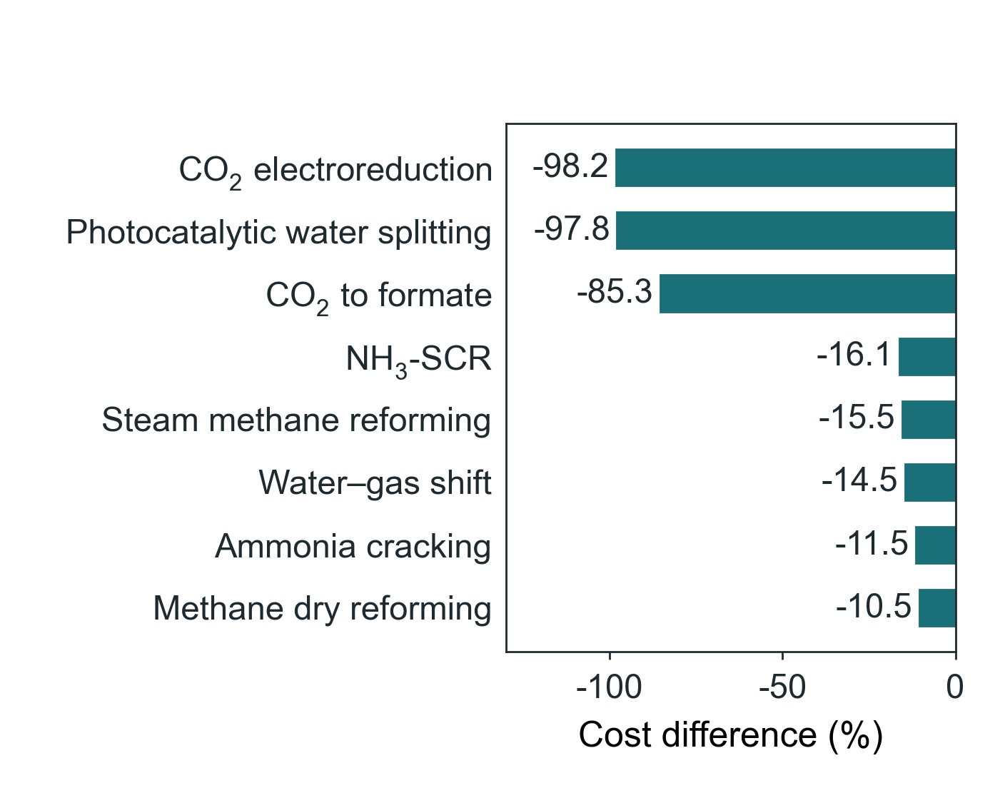 CO₂ electroreduction -98.2
Photocatalytic water splitting -97.8
CO₂ to formate -85.3
NH₃-SCR -16.1
Steam methane reforming -15.5
Water–gas shift -14.5
Ammonia cracking -11.5
Methane dry reforming -10.5
-100 -50 0
Cost difference (%)